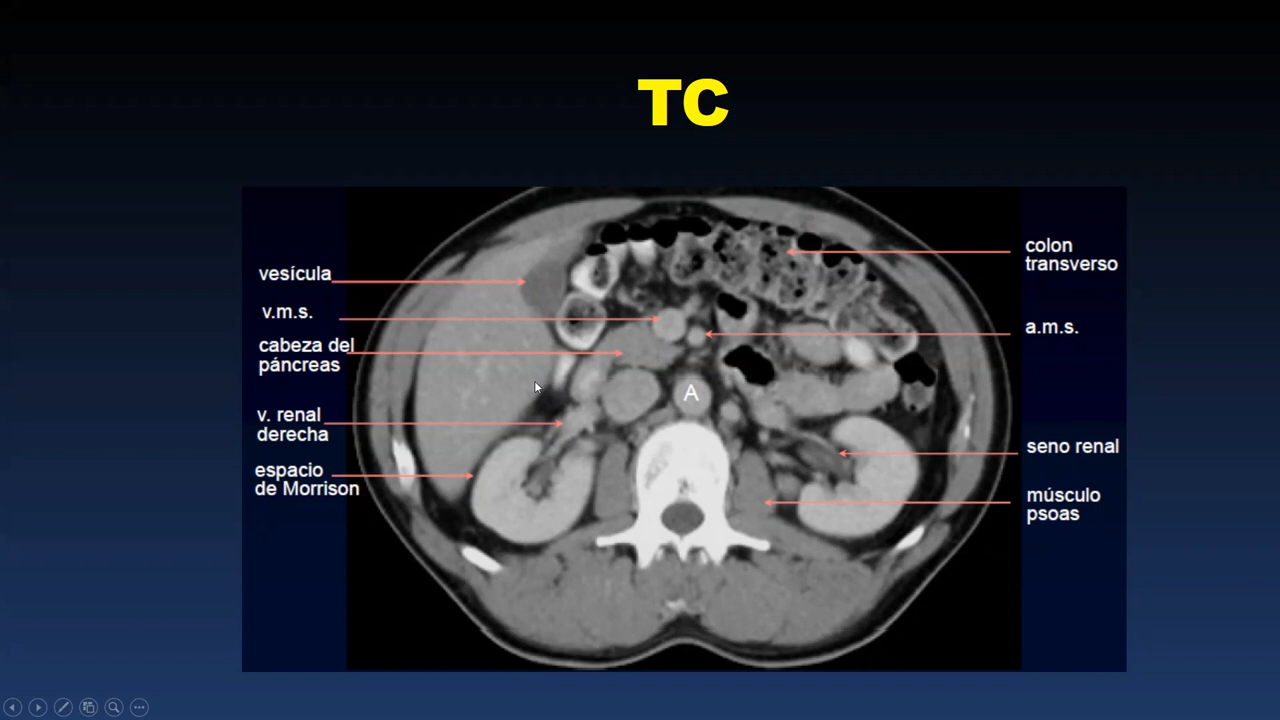 TC
vesícula
v.m.s.
cabeza del
páncreas
v. renal
derecha
espacio
de Morrison
A
colon
transverso
a.m.s.
seno renal
músculo
psoas